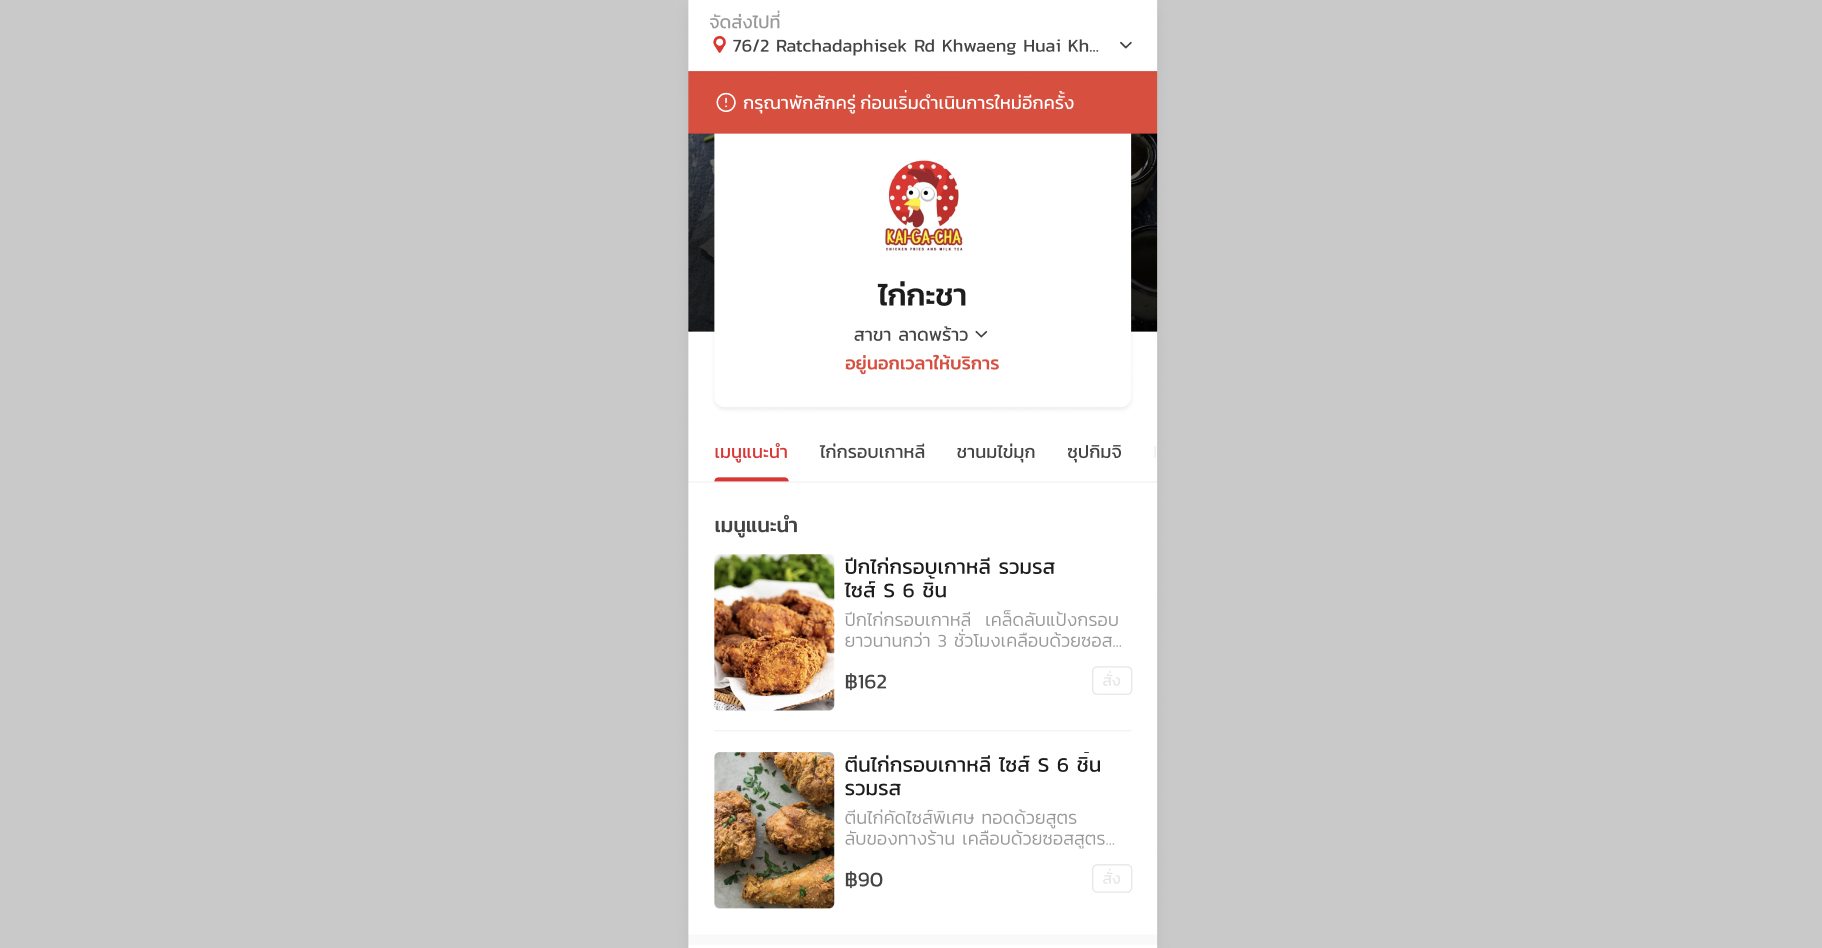 จัดส่งไปที่
76/2 Ratchadaphisek Rd Khwaeng Huai Kh...
กรุณาพักสักครู่ ก่อนเริ่มดำเนินการใหม่อีกครั้ง
KAI-GA-CHA
CHICKEN FRIED AND MILK TEA
ไก่กะชา
สาขา ลาดพร้าว
อยู่นอกเวลาให้บริการ
เมนูแนะนำ ไก่กรอบเกาหลี ชานมไข่มุก ซุปกิมจิ
เมนูแนะนำ
ปีกไก่กรอบเกาหลี รวมรส
ไซส์ S 6 ชิ้น
ปีกไก่กรอบเกาหลี เคล็ดลับแป้งกรอบ
ยาวนานกว่า 3 ชั่วโมงเคลือบด้วยซอส...
฿162
สั่ง
ตีนไก่กรอบเกาหลี ไซส์ S 6 ชิ้น
รวมรส
ตีนไก่คัดไซส์พิเศษ ทอดด้วยสูตร
ลับของทางร้าน เคลือบด้วยซอสสูตร...
฿90
สั่ง